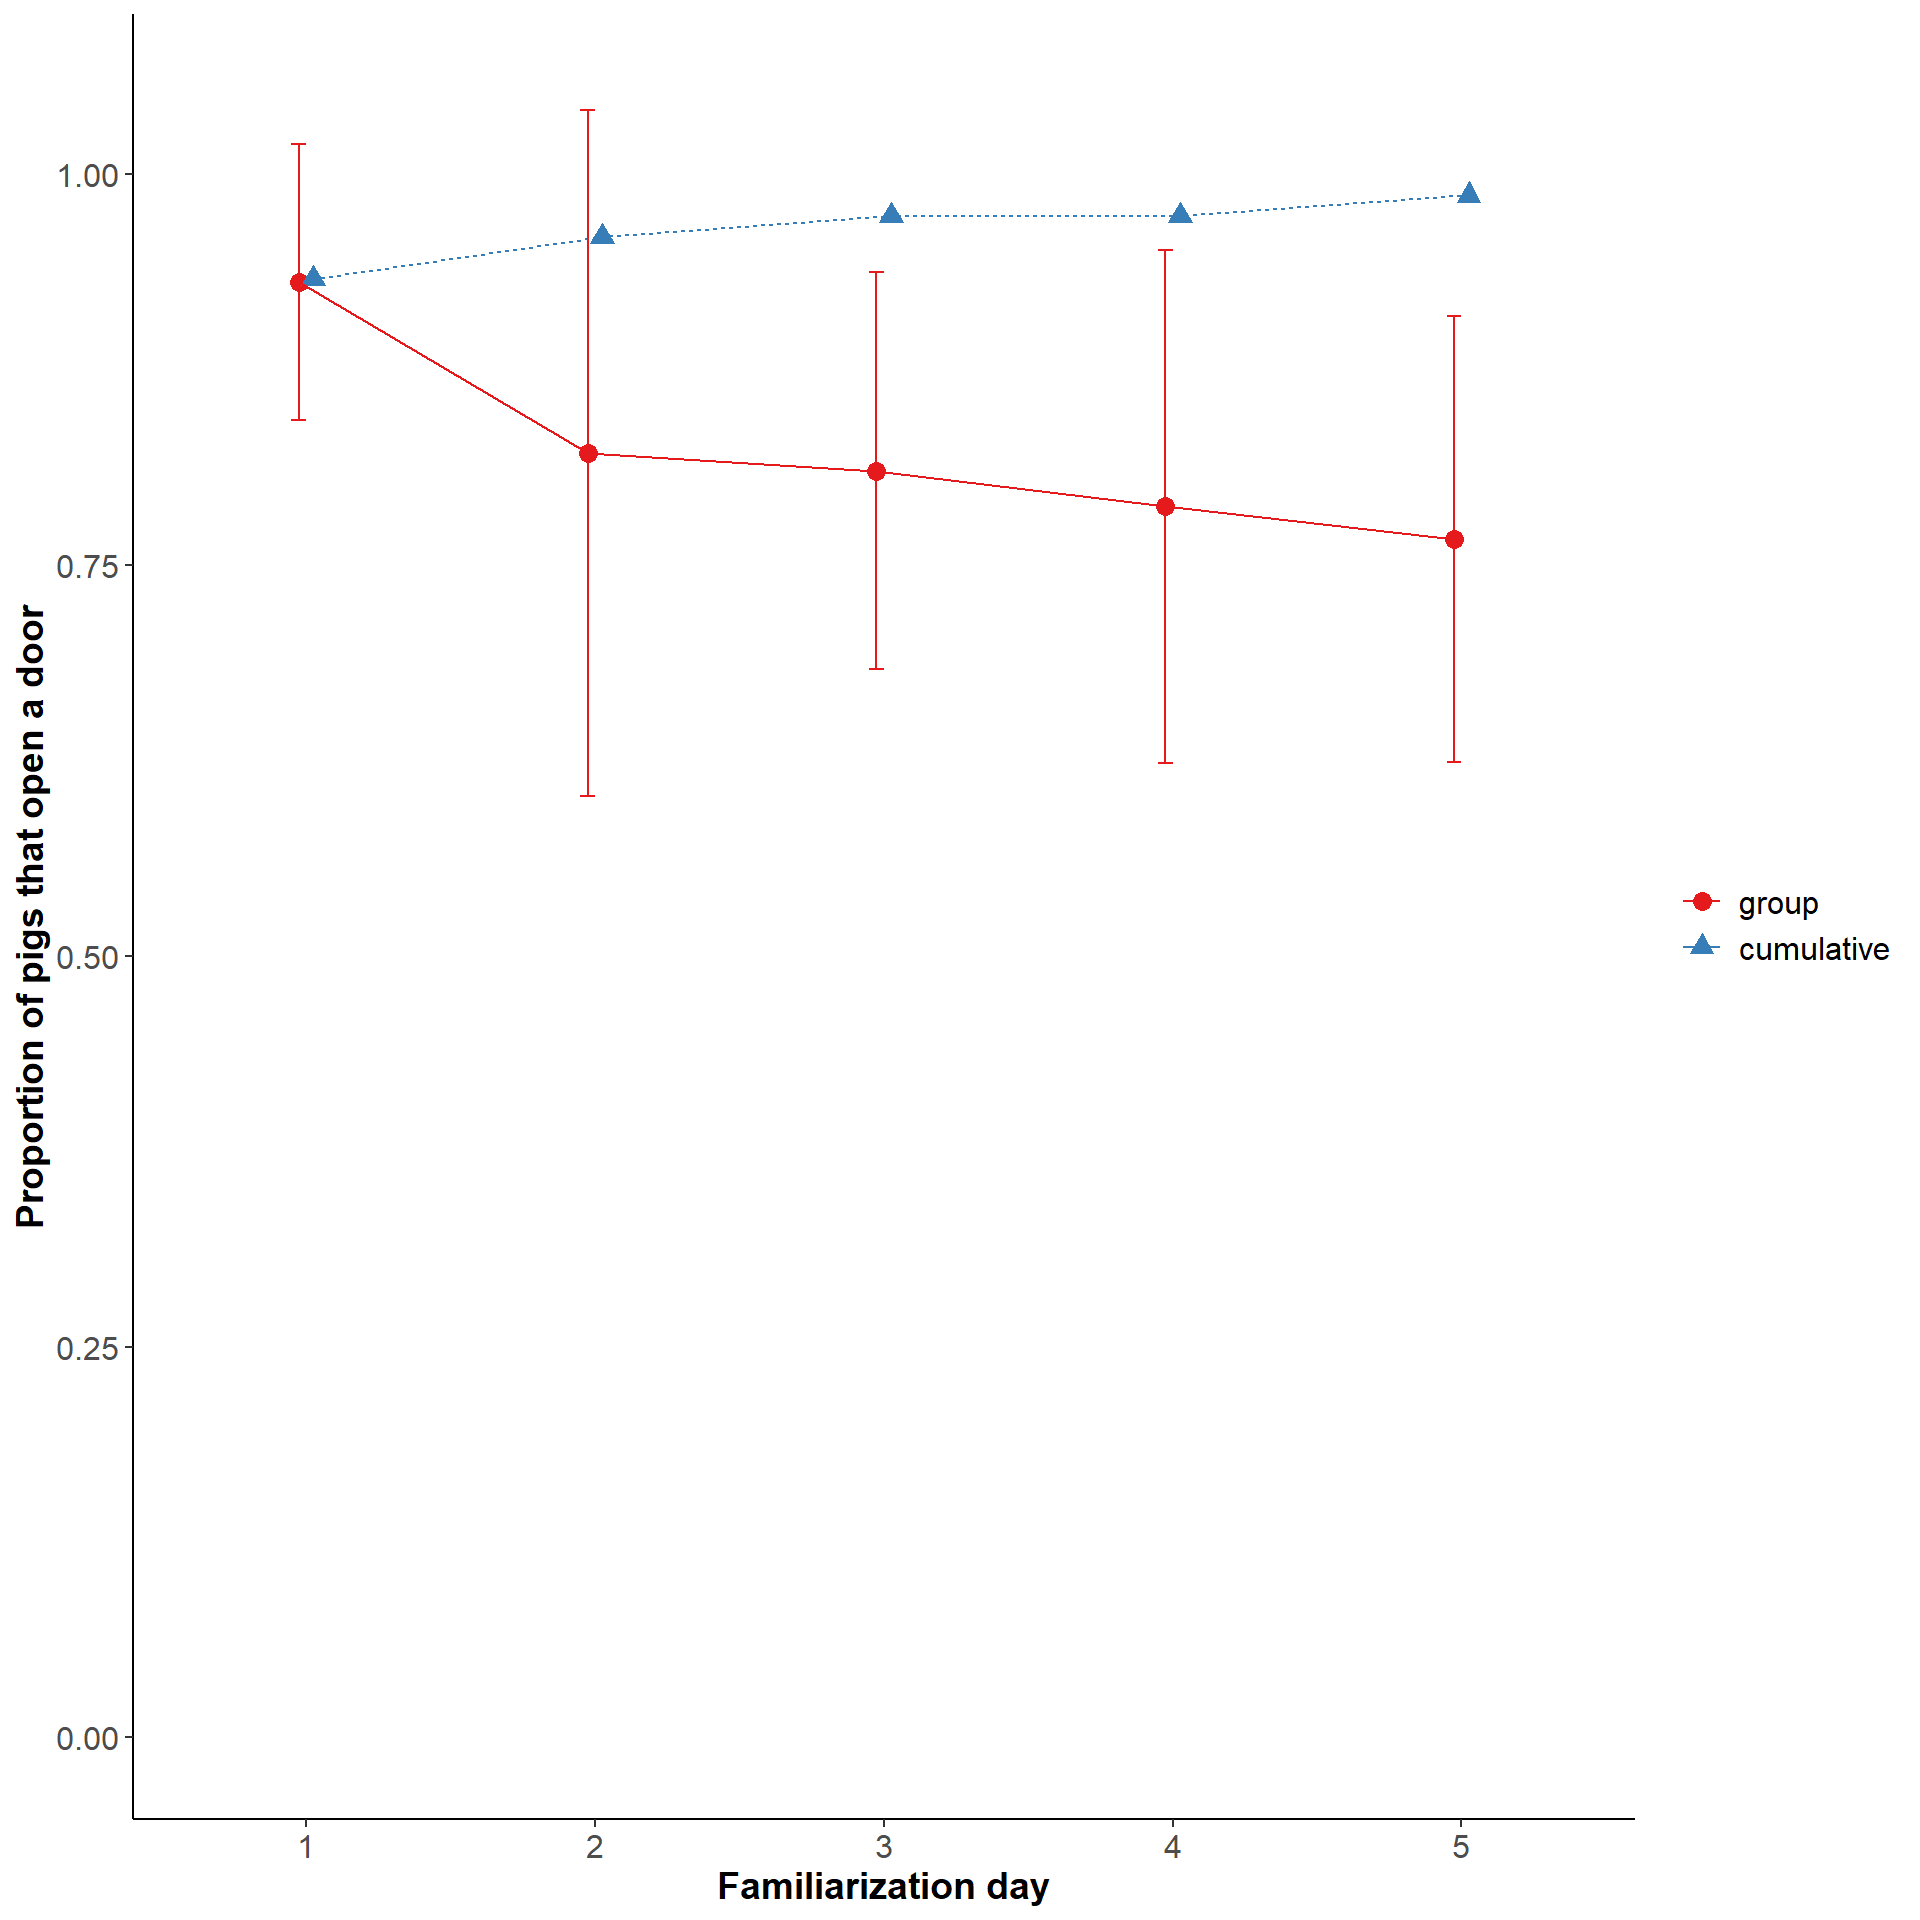 Proportion of pigs that open a door
1.00
0.75
0.50
0.25
0.00
1 2 3 4 5
Familiarization day
group
cumulative